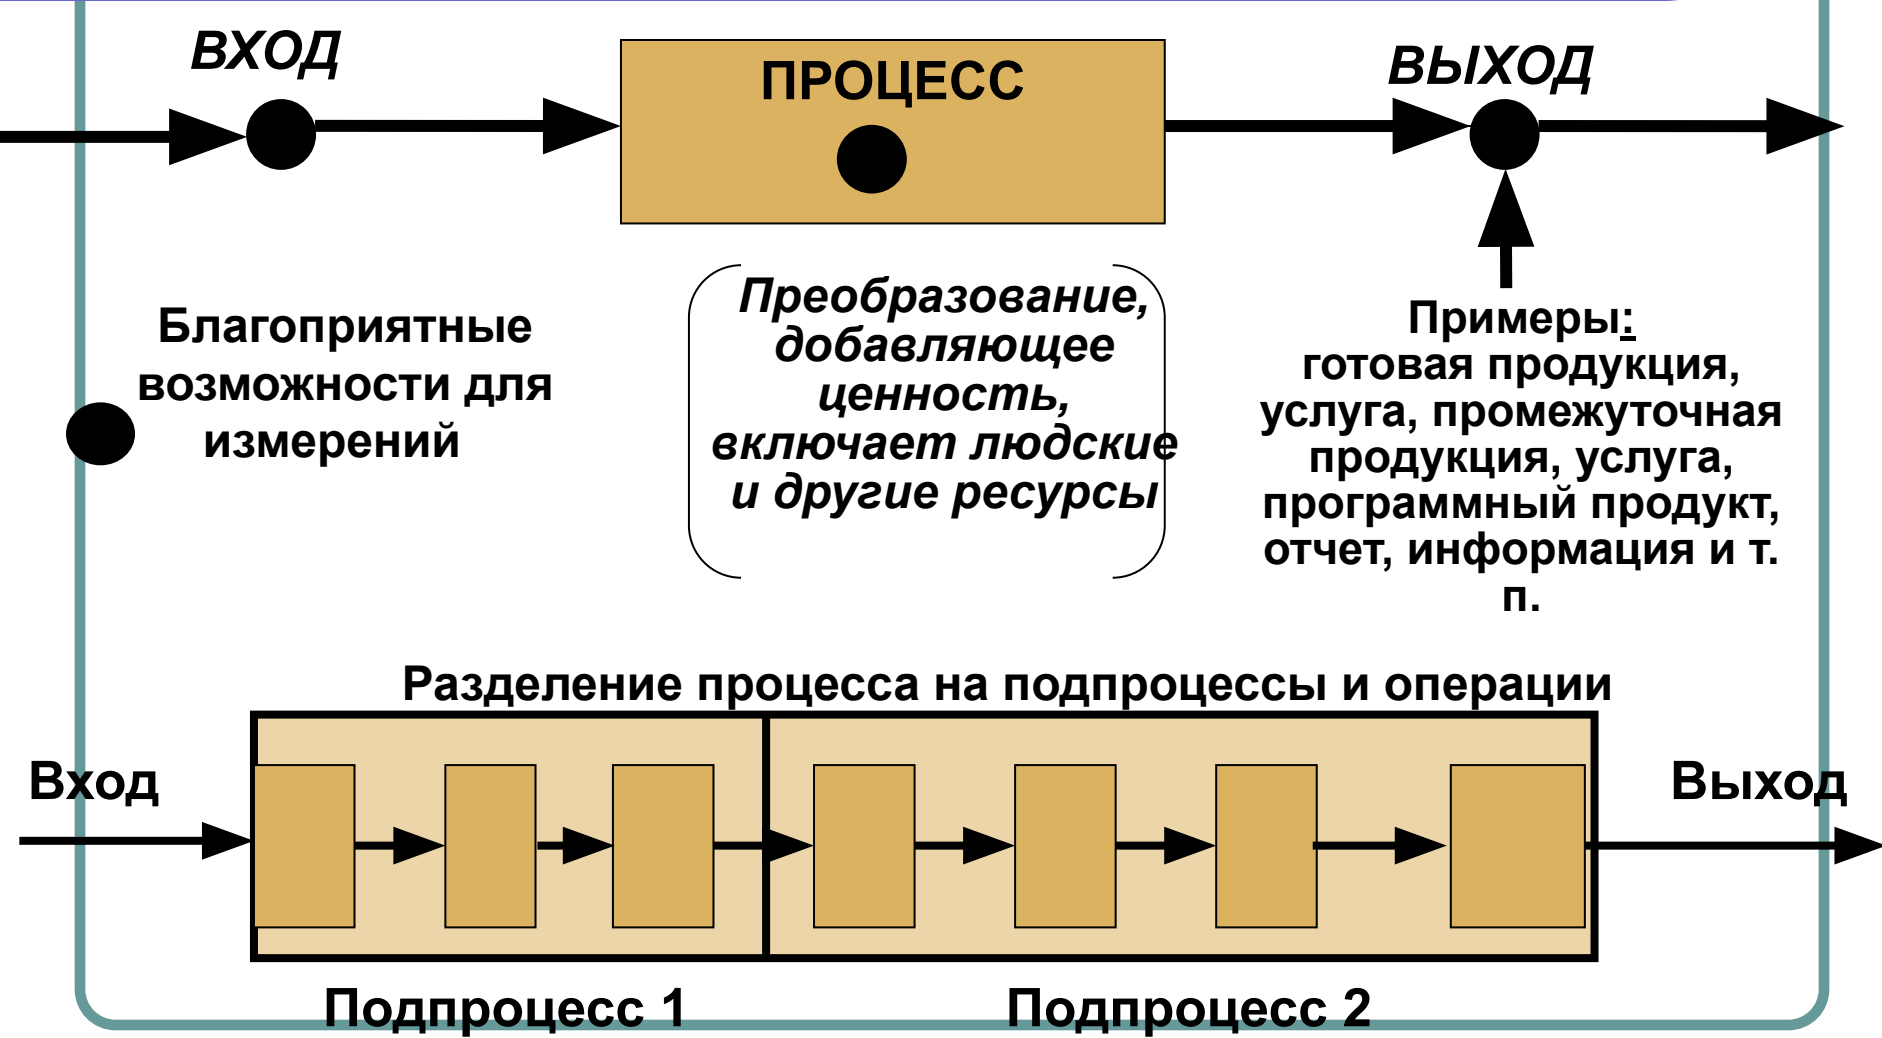 ВХОД
ПРОЦЕСС
ВЫХОД
Благоприятные
возможности для
измерений
Преобразование,
добавляющее
ценность,
включает людские
и другие ресурсы
Примеры:
готовая продукция,
услуга, промежуточная
продукция, услуга,
программный продукт,
отчет, информация и т.
п.
Разделение процесса на подпроцессы и операции
Вход
Выход
Подпроцесс 1
Подпроцесс 2